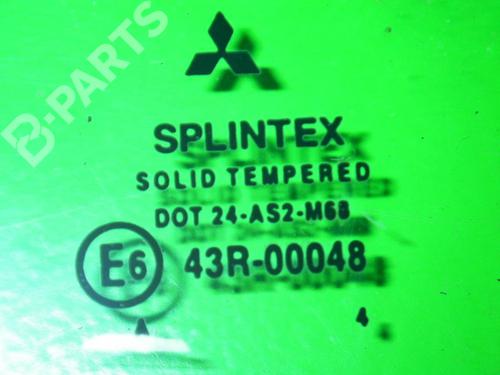 B-PARTS
SPLINTEX
SOLID TEMPERED
DOT 24-AS2-M68
E6 43R-00048
4